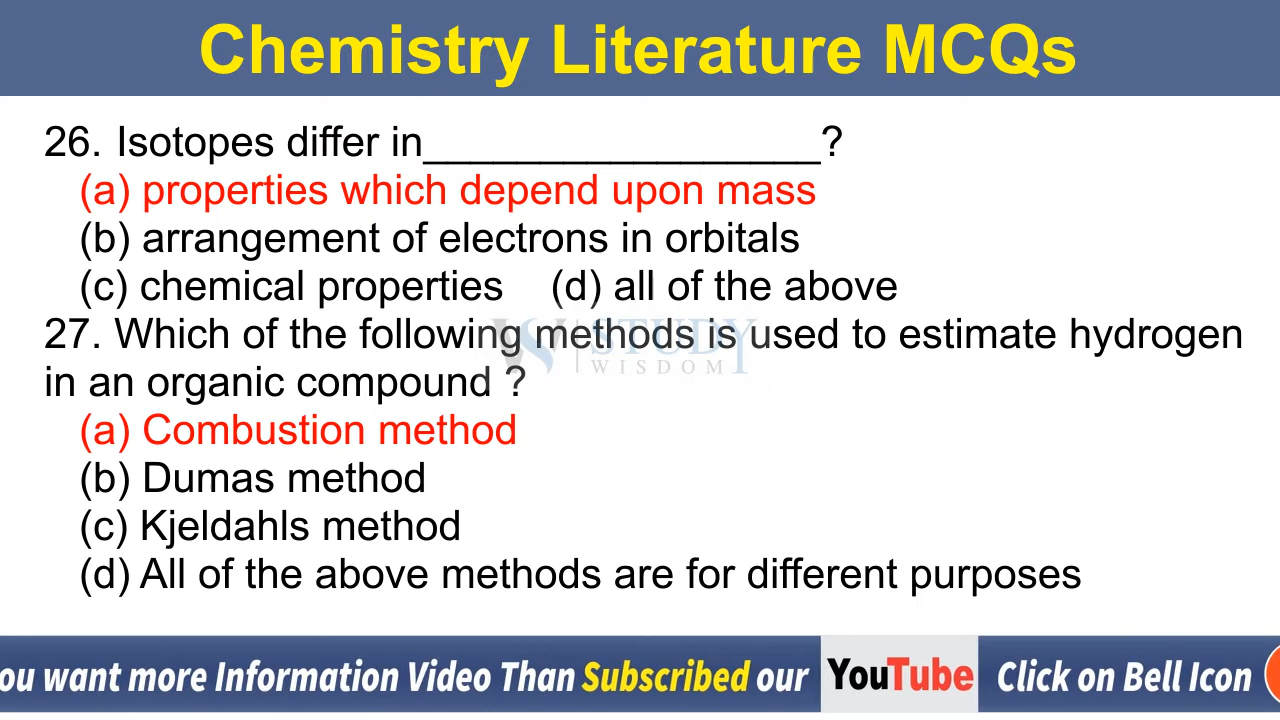 Chemistry Literature MCQs
26. Isotopes differ in_________________?
(a) properties which depend upon mass
(b) arrangement of electrons in orbitals
(c) chemical properties (d) all of the above
27. Which of the following methods is used to estimate hydrogen
in an organic compound ?
STUDY
WISDOM
(a) Combustion method
(b) Dumas method
(c) Kjeldahls method
(d) All of the above methods are for different purposes
ou want more Information Video Than Subscribed our YouTube Click on Bell Icon